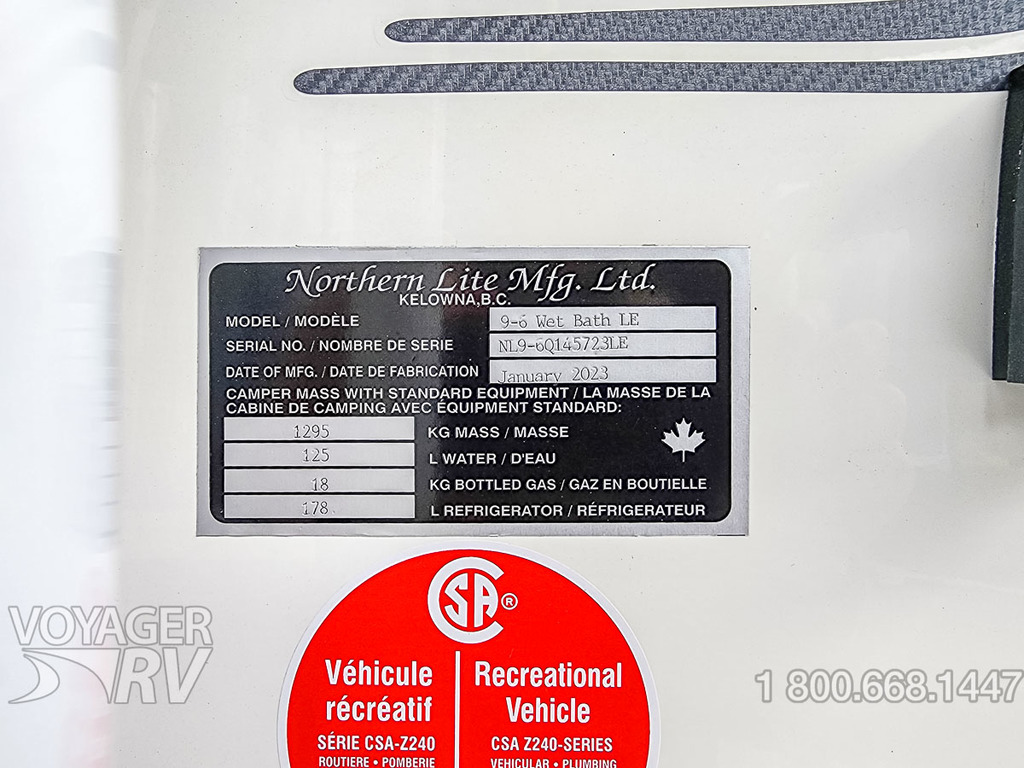 Northern Lite Mfg. Ltd.
KELOWNA, B.C.
MODEL / MODÈLE 9-6 Wet Bath LE
SERIAL NO. / NOMBRE DE SERIE NL9-6Q145723LE
DATE OF MFG. / DATE DE FABRICATION January 2023
CAMPER MASS WITH STANDARD EQUIPMENT / LA MASSE DE LA
CABINE DE CAMPING AVEC ÉQUIPMENT STANDARD:
1295 KG MASS / MASSE
125 L WATER / D'EAU
18 KG BOTTLED GAS / GAZ EN BOUTIELLE
178 L REFRIGERATOR / RÉFRIGERATEUR
CSA ®
Véhicule
récréatif
SÉRIE CSA-Z240
ROUTIERE • POMBERIE
Recreational
Vehicle
CSA Z240-SERIES
VEHICULAR • PLUMBING
VOYAGER
RV
1 800.668.1447